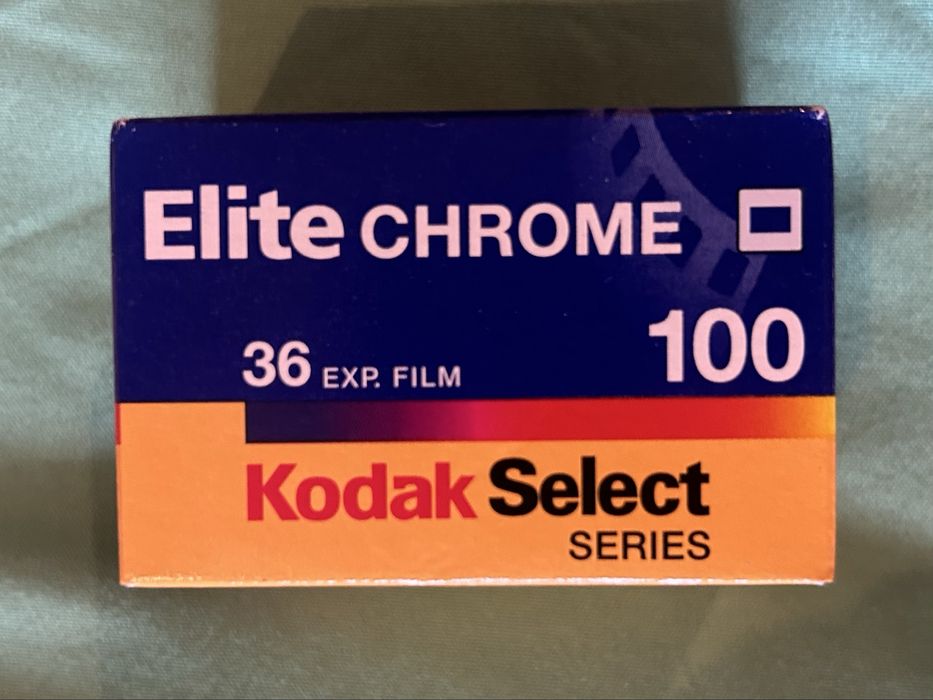 Elite CHROME
100
36 EXP. FILM
Kodak Select
SERIES